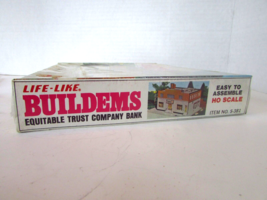 LIFE-LIKE
BUILDEMS
EQUITABLE TRUST COMPANY BANK
EASY TO
ASSEMBLE
HO SCALE
ITEM NO.